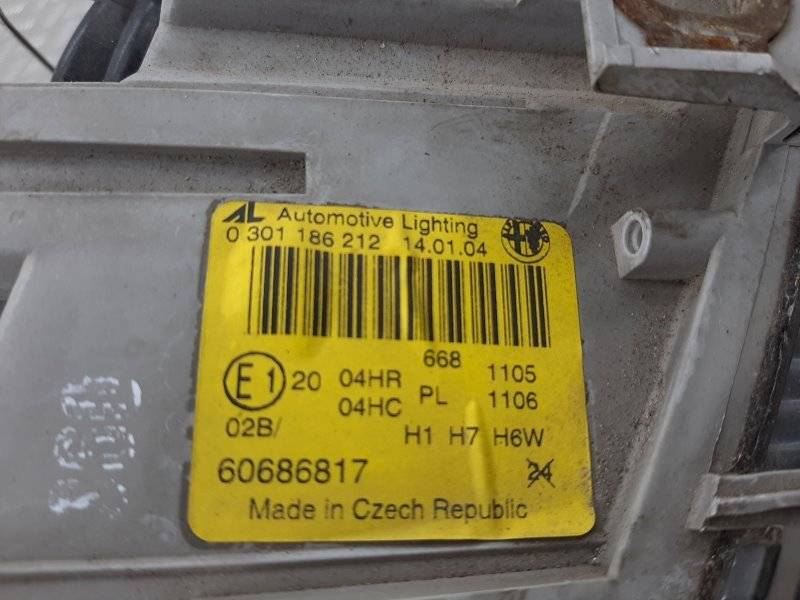 AL Automotive Lighting
0 301 186 212 14.01.04
668
E1 20 04HR 1105
04HC PL 1106
02B/
H1 H7 H6W
60686817
24
Made in Czech Republic